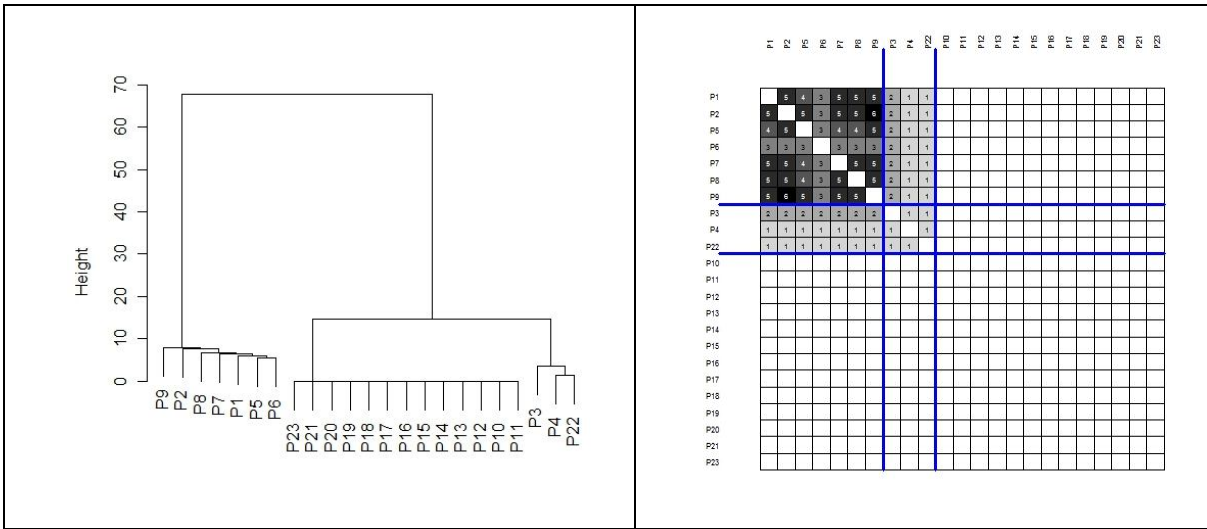 70
60
50
40
30
20
10
0
Height
P9 P2 P8 P7 P1 P5 P6 P23 P21 P20 P19 P18 P17 P16 P15 P14 P13 P12 P10 P11 P3 P4 P22
P1 P2 P5 P6 P7 P8 P9 P3 P4 P22 P10 P11 P12 P13 P14 P15 P16 P17 P18 P19 P20 P21 P23
P1 5 4 3 5 5 5 2 1 1
P2 5 5 3 5 5 6 2 1 1
P5 4 5 3 4 4 5 2 1 1
P6 3 3 3 3 3 3 2 1 1
P7 5 5 4 3 5 5 2 1 1
P8 5 5 4 3 5 5 2 1 1
P9 5 6 5 3 5 5 2 1 1
P3 2 2 2 2 2 2 2 1 1
P4 1 1 1 1 1 1 1 1 1
P22 1 1 1 1 1 1 1 1 1
P10
P11
P12
P13
P14
P15
P16
P17
P18
P19
P20
P21
P23